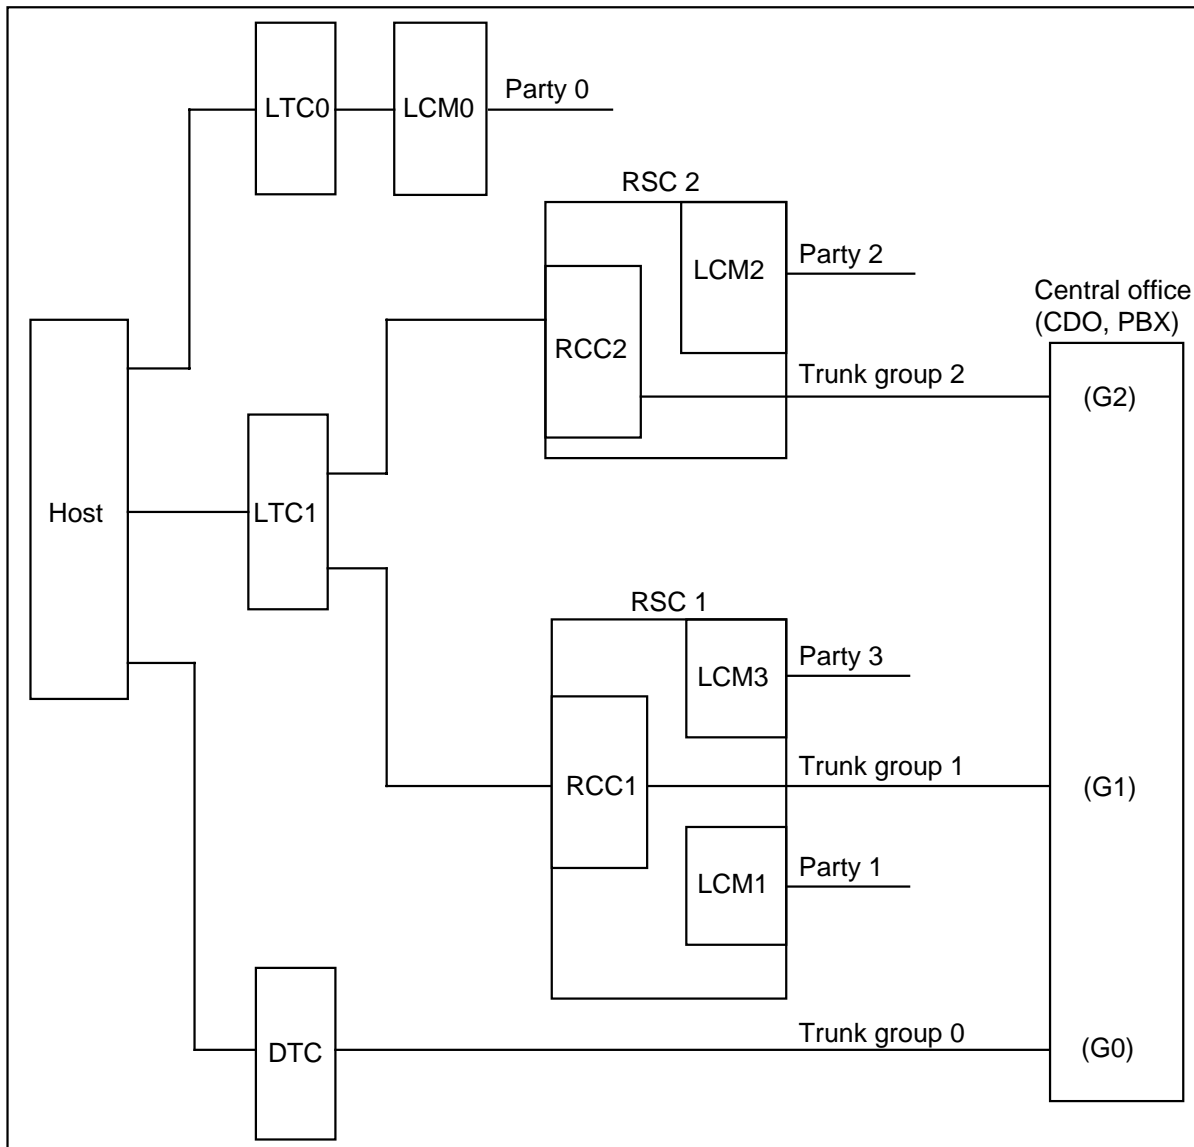 LTC0
LCM0
Party 0
RSC 2
LCM2
Party 2
Central office
(CDO, PBX)
RCC2
Trunk group 2
(G2)
Host
LTC1
RSC 1
LCM3
Party 3
RCC1
Trunk group 1
(G1)
LCM1
Party 1
DTC
Trunk group 0
(G0)